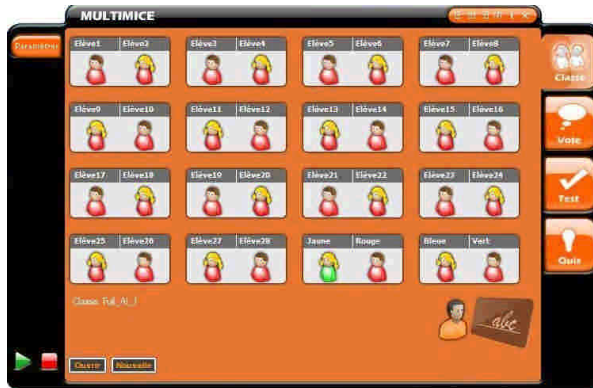 MULTIMICE
Paramètres
Elève1 Elève2 Elève3 Elève4 Elève5 Elève6 Elève7 Elève8
Classe
Elève9 Elève10 Elève11 Elève12 Elève13 Elève14 Elève15 Elève16
Vote
Elève17 Elève18 Elève19 Elève20 Elève21 Elève22 Elève23 Elève24
Test
Elève25 Elève26 Elève27 Elève28 Jaune Rouge Bleue Vert
Quiz
Classe
abc
Ouvrir Nouvelle